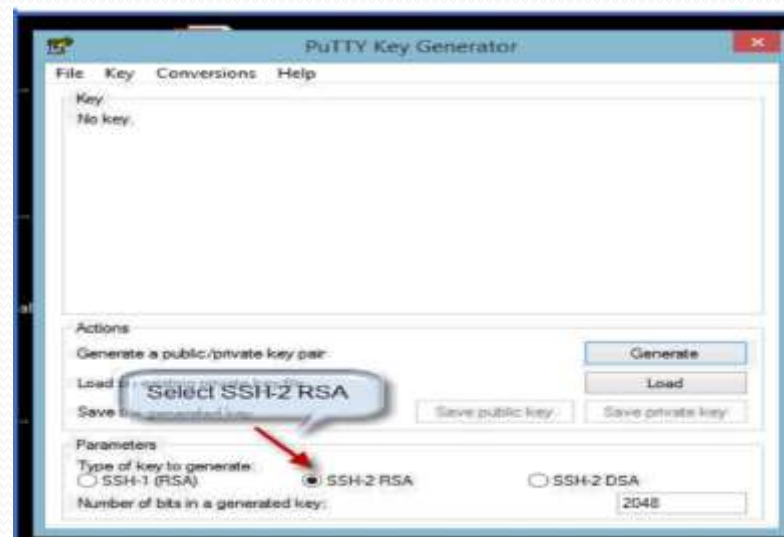 PuTTY Key Generator
File Key Conversions Help
Key
No key.
Actions
Generate a public/private key pair
Generate
Load
Load
Select SSH-2 RSA
Save
Save public key
Save private key
Parameters
Type of key to generate:
SSH-1 (RSA)
SSH-2 RSA
SSH-2 DSA
Number of bits in a generated key:
2048